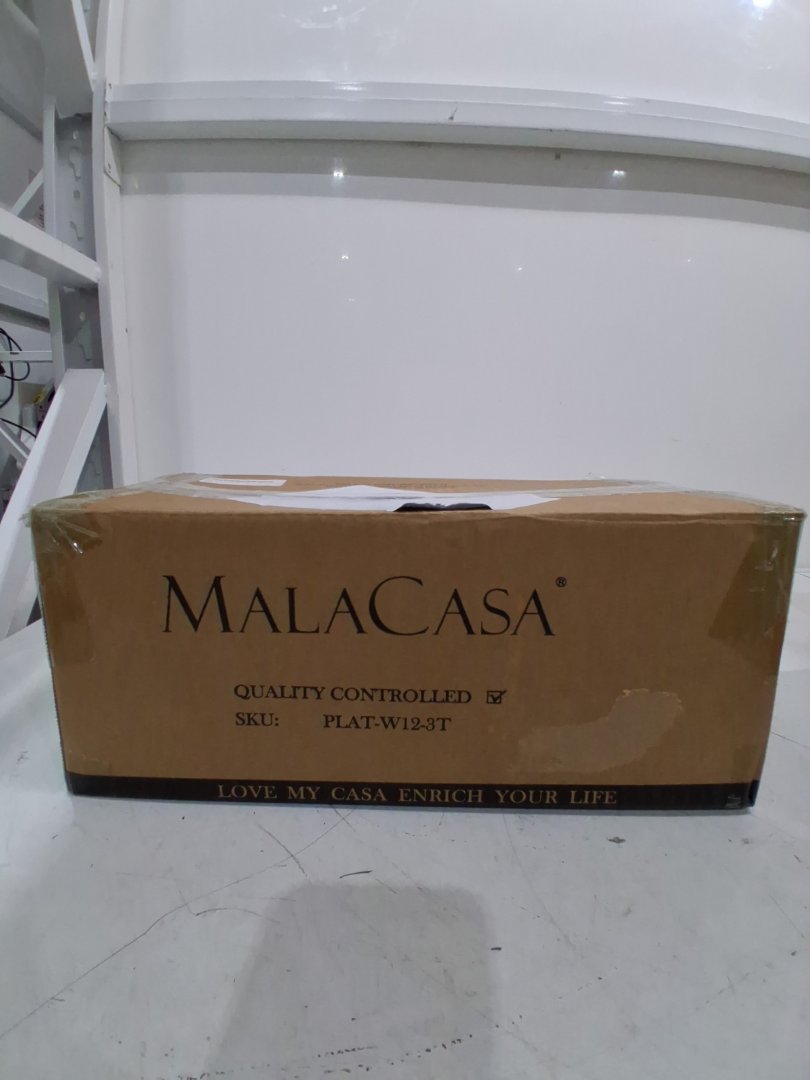 MALACASA®
QUALITY CONTROLLED ☑
SKU: PLAT-W12-3T
LOVE MY CASA ENRICH YOUR LIFE